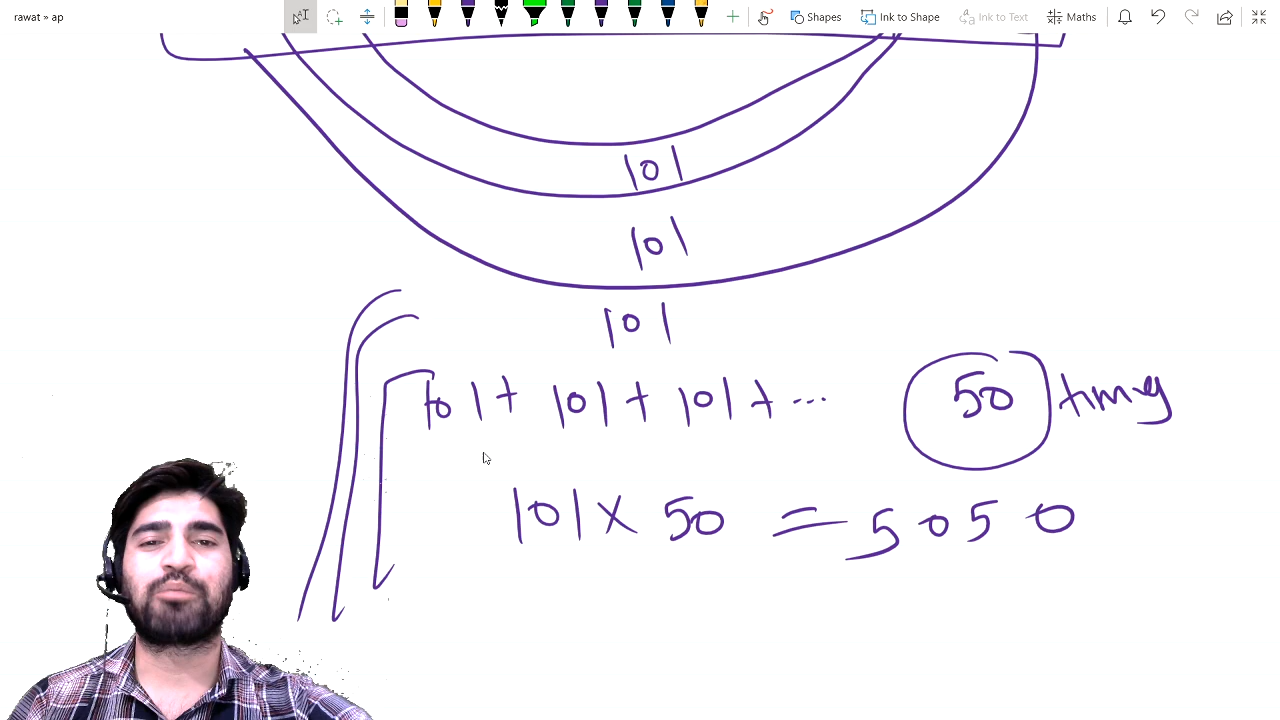 rawat » ap
Shapes Ink to Shape Ink to Text Maths
101
101
101
101 + 101 + 101 + ... 50 times
101 × 50 = 5050